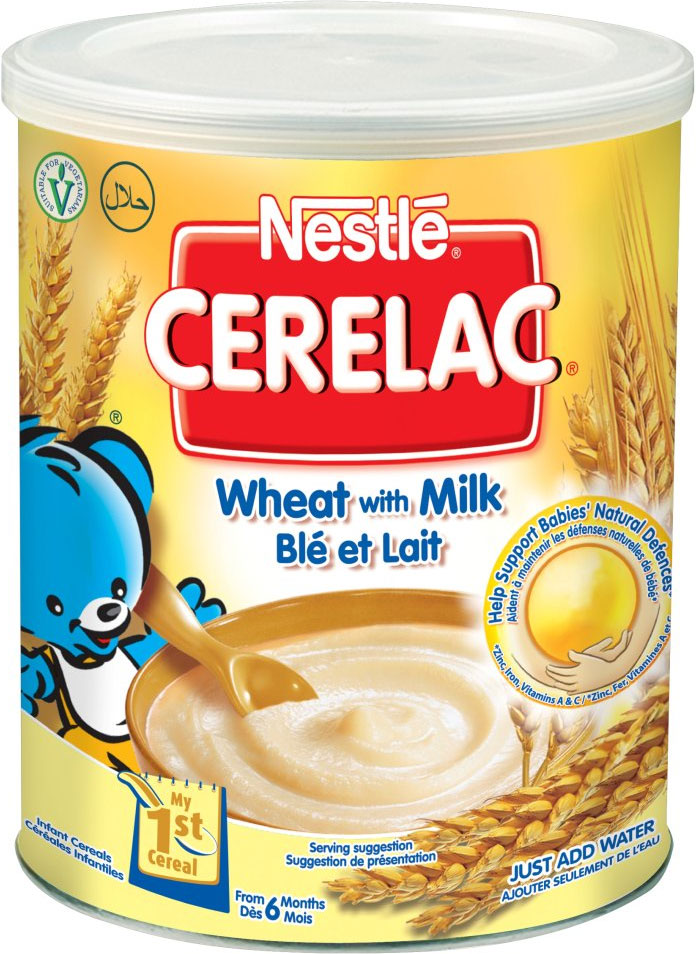 SUITABLE FOR VEGETARIANS
V
حلال
Nestlé®
CERELAC®
®
Wheat with Milk
Blé et Lait
Help Support Babies' Natural Defences*
Aident à maintenir les défenses naturelles de bébé*
*Zinc, Iron, Vitamins A & C / *Zinc, Fer, Vitamines A et C
My
1st
Cereal
Infant Cereals
Céréales Infantiles
From 6 Months
Dès 6 Mois
Serving suggestion
Suggestion de présentation
JUST ADD WATER
AJOUTER SEULEMENT DE L'EAU